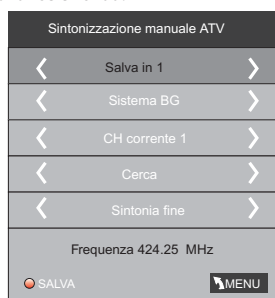 Sintonizzazione manuale ATV
Salva in 1
Sistema BG
CH corrente 1
Cerca
Sintonia fine
Frequenza 424.25 MHz
SALVA
MENU